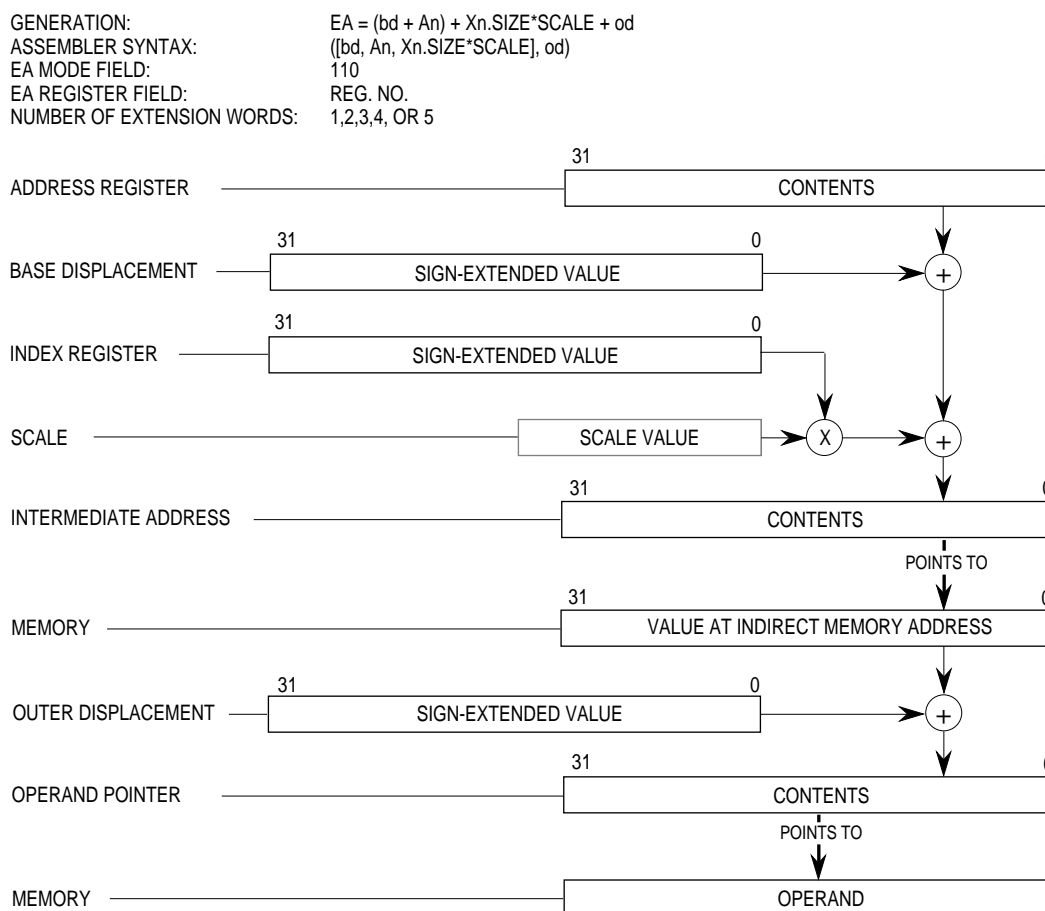 GENERATION: EA = (bd + An) + Xn.SIZE*SCALE + od
ASSEMBLER SYNTAX: ([bd, An, Xn.SIZE*SCALE], od)
EA MODE FIELD: 110
EA REGISTER FIELD: REG. NO.
NUMBER OF EXTENSION WORDS: 1,2,3,4, OR 5
31
ADDRESS REGISTER CONTENTS
31 0
BASE DISPLACEMENT SIGN-EXTENDED VALUE +
31 0
INDEX REGISTER SIGN-EXTENDED VALUE
SCALE SCALE VALUE X +
31 0
INTERMEDIATE ADDRESS CONTENTS
POINTS TO
31 0
MEMORY VALUE AT INDIRECT MEMORY ADDRESS
31 0
OUTER DISPLACEMENT SIGN-EXTENDED VALUE +
31
OPERAND POINTER CONTENTS
POINTS TO
MEMORY OPERAND